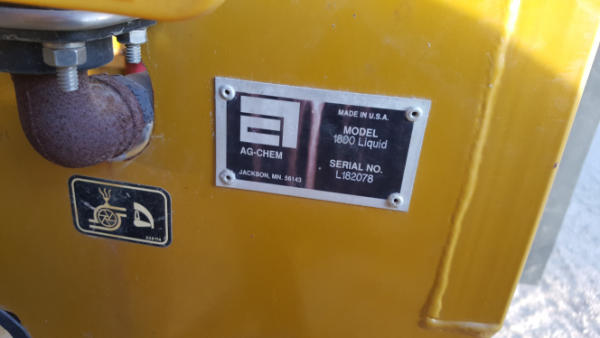 MADE IN U.S.A.
MODEL
1800 Liquid
AG-CHEM
SERIAL NO.
L182078
JACKSON, MN. 56143